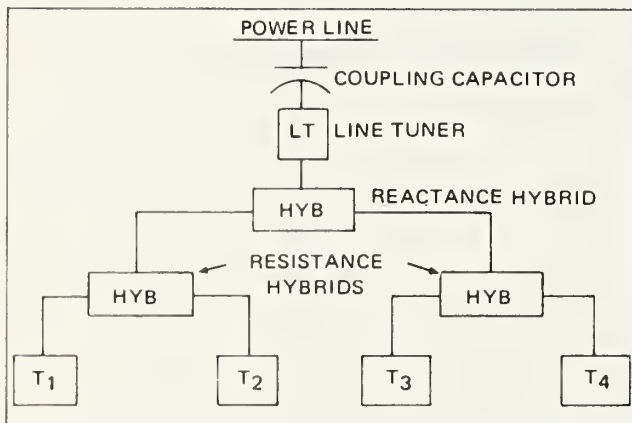 POWER LINE
COUPLING CAPACITOR
LT LINE TUNER
REACTANCE HYBRID
HYB
RESISTANCE
HYBRIDS
HYB HYB
T1 T2 T3 T4